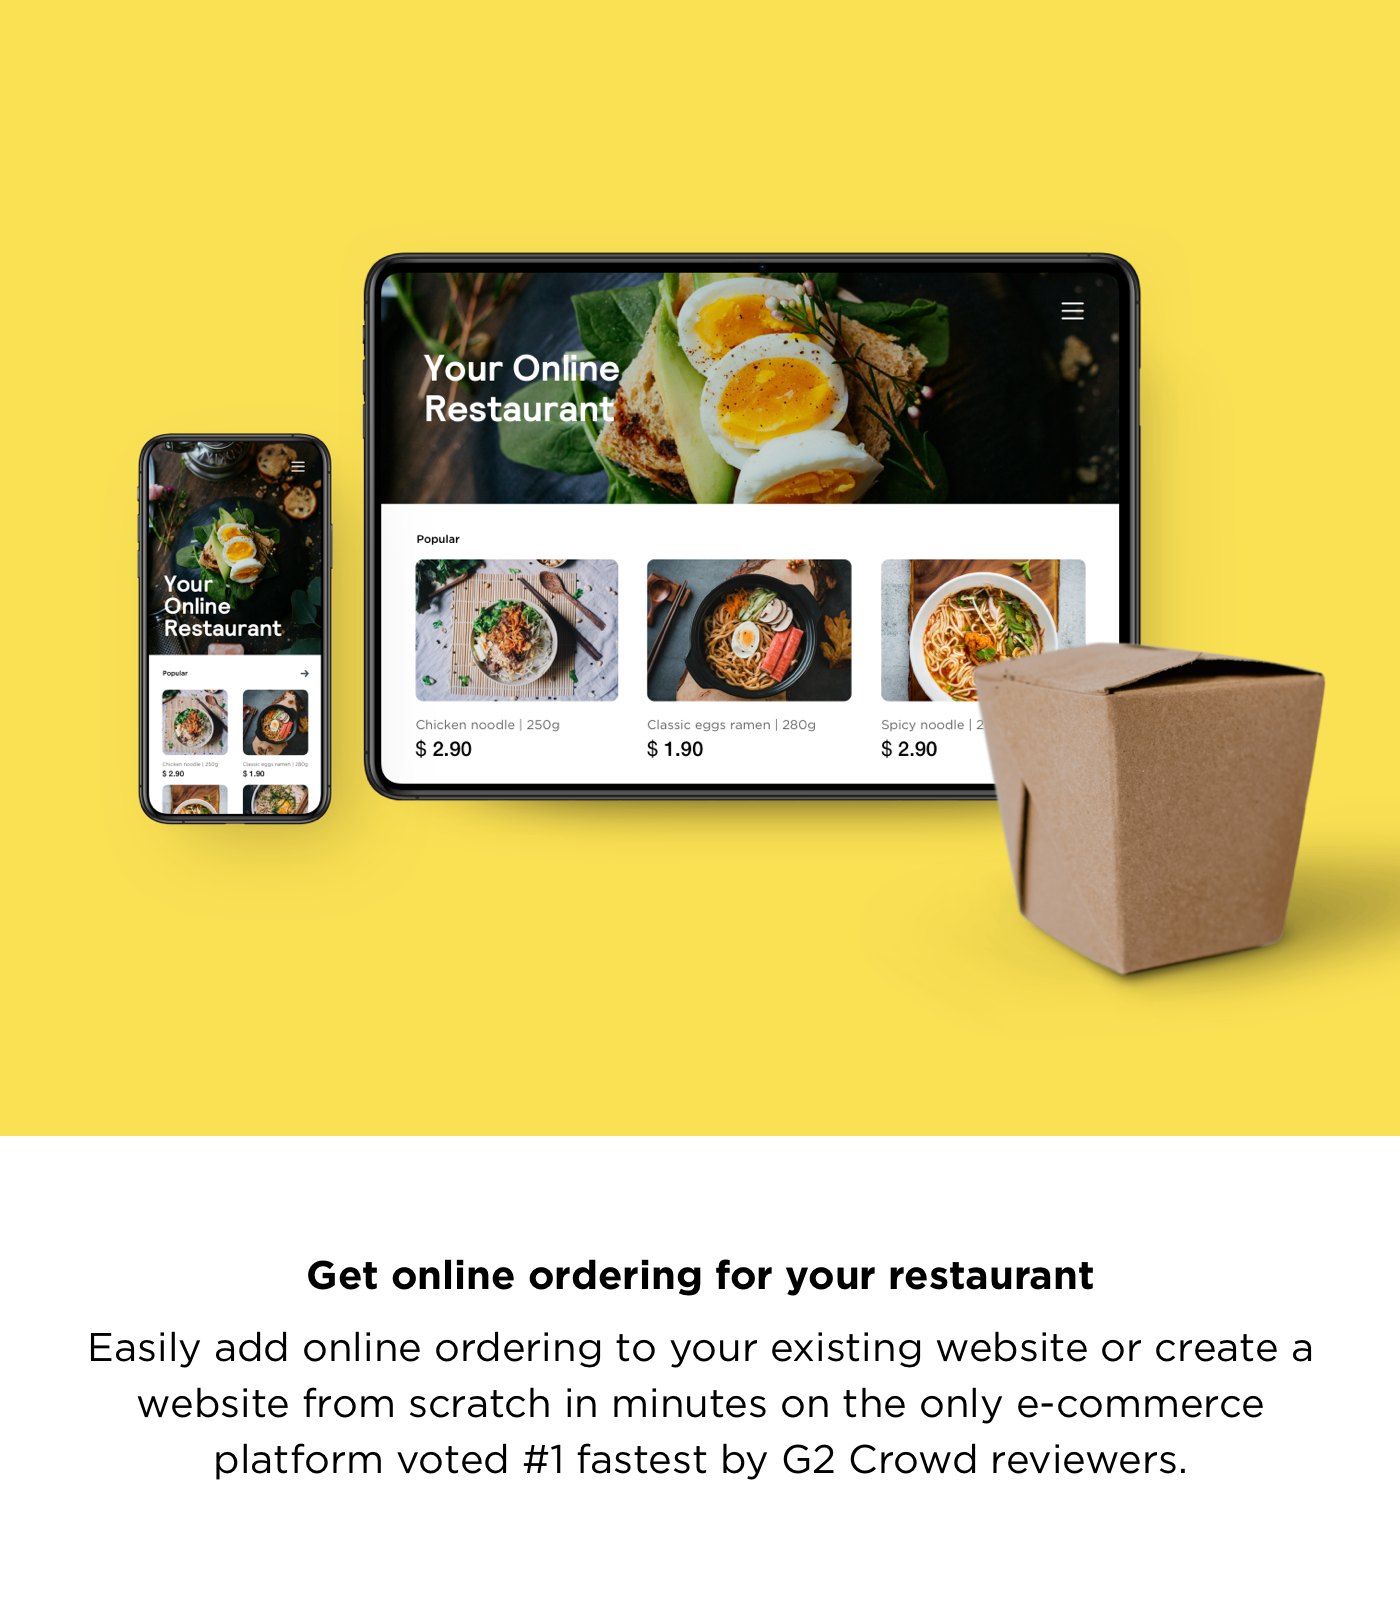 Your Online
Restaurant
Popular
Chicken noodle | 250g
$ 2.90
Classic eggs ramen | 280g
$ 1.90
Spicy noodle | 2
$ 2.90
Your
Online
Restaurant
Popular
Chicken noodle | 250g
$ 2.90
Classic eggs ramen | 280g
$ 1.90
Get online ordering for your restaurant
Easily add online ordering to your existing website or create a
website from scratch in minutes on the only e-commerce
platform voted #1 fastest by G2 Crowd reviewers.